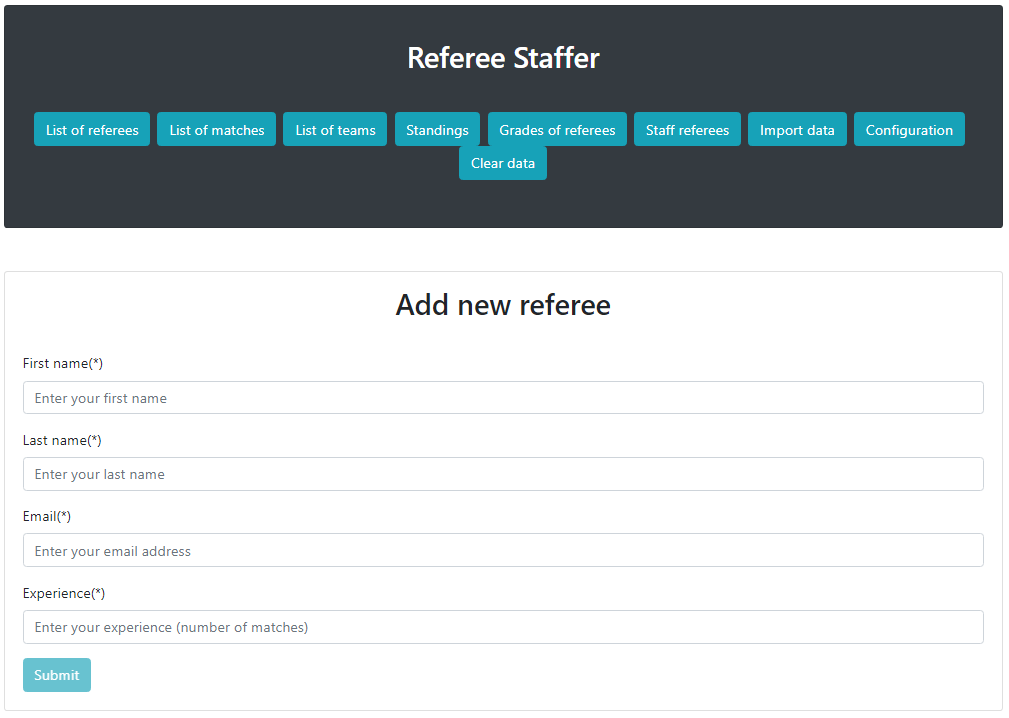 Referee Staffer
List of referees List of matches List of teams Standings Grades of referees Staff referees Import data Configuration
Clear data
Add new referee
First name(*)
Enter your first name
Last name(*)
Enter your last name
Email(*)
Enter your email address
Experience(*)
Enter your experience (number of matches)
Submit